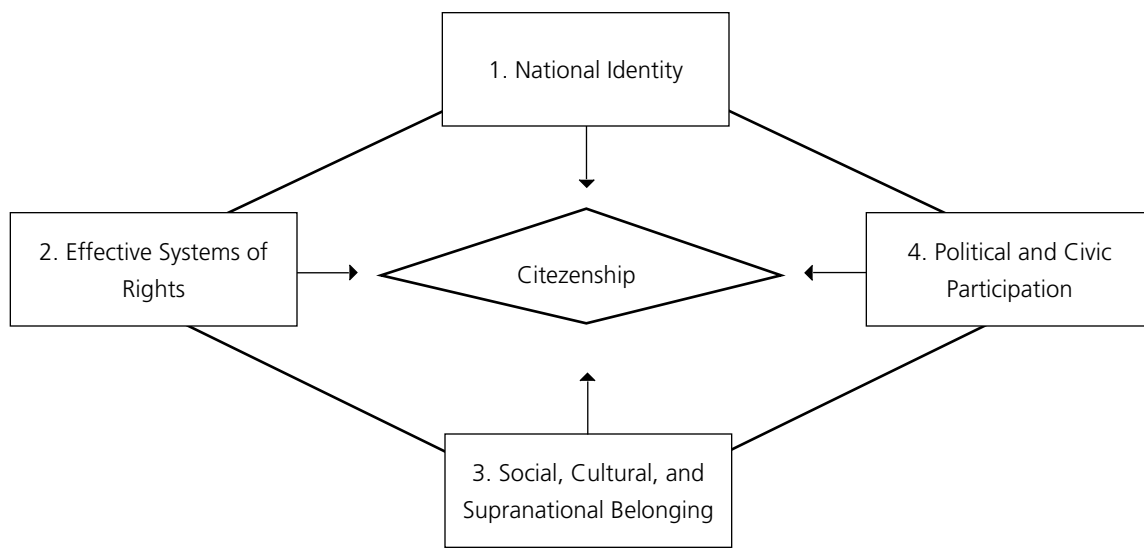 1. National Identity
2. Effective Systems of
Rights
Citezenship
4. Political and Civic
Participation
3. Social, Cultural, and
Supranational Belonging